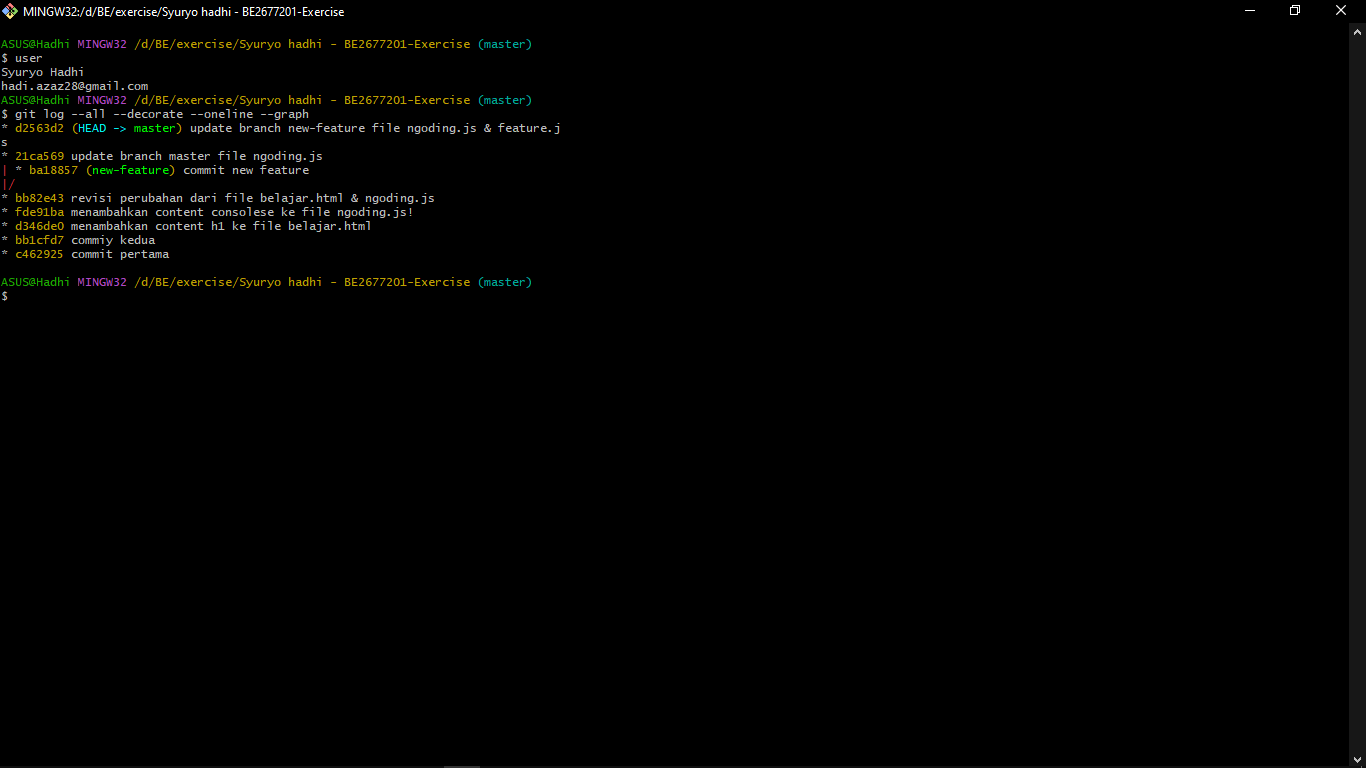 MINGW32:/d/BE/exercise/Syuryo hadhi - BE2677201-Exercise
ASUS@Hadhi MINGW32 /d/BE/exercise/Syuryo hadhi - BE2677201-Exercise (master)
$ user
Syuryo Hadhi
hadi.azaz28@gmail.com
ASUS@Hadhi MINGW32 /d/BE/exercise/Syuryo hadhi - BE2677201-Exercise (master)
$ git log --all --decorate --oneline --graph
* d2563d2 (HEAD -> master) update branch new-feature file ngoding.js & feature.j
s
* 21ca569 update branch master file ngoding.js
| * ba18857 (new-feature) commit new feature
|/
* bb82e43 revisi perubahan dari file belajar.html & ngoding.js
* fde91ba menambahkan content consolese ke file ngoding.js!
* d346de0 menambahkan content h1 ke file belajar.html
* bb1cfd7 commiy kedua
* c462925 commit pertama
ASUS@Hadhi MINGW32 /d/BE/exercise/Syuryo hadhi - BE2677201-Exercise (master)
$